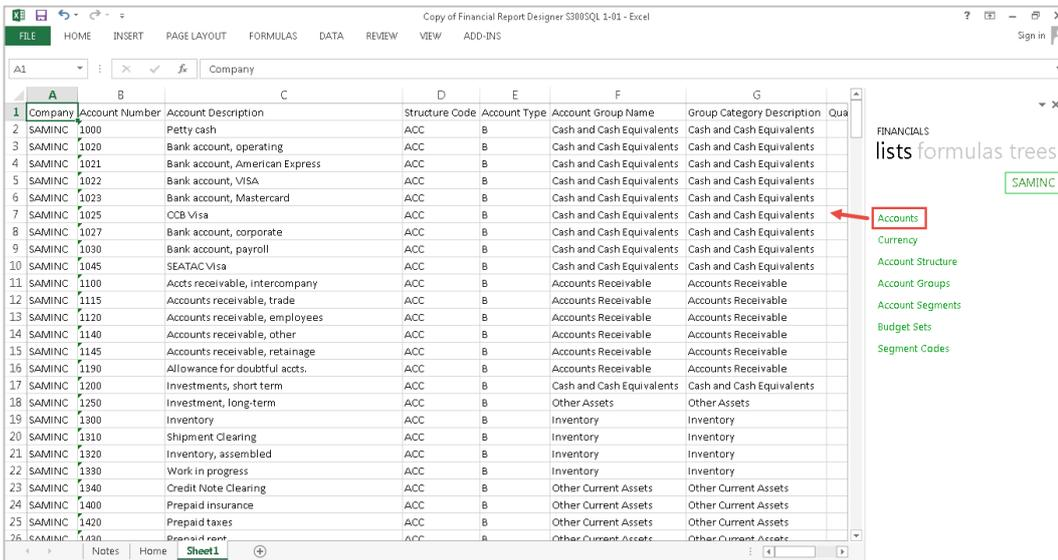 Copy of Financial Report Designer S300SQL 1-01 - Excel
FILE HOME INSERT PAGE LAYOUT FORMULAS DATA REVIEW VIEW ADD-INS Sign in
A1 fx Company
A B C D E F G
1 Company Account Number Account Description Structure Code Account Type Account Group Name Group Category Description Qua
2 SAMINC 1000 Petty cash ACC B Cash and Cash Equivalents Cash and Cash Equivalents
3 SAMINC 1020 Bank account, operating ACC B Cash and Cash Equivalents Cash and Cash Equivalents
4 SAMINC 1021 Bank account, American Express ACC B Cash and Cash Equivalents Cash and Cash Equivalents
5 SAMINC 1022 Bank account, VISA ACC B Cash and Cash Equivalents Cash and Cash Equivalents
6 SAMINC 1023 Bank account, Mastercard ACC B Cash and Cash Equivalents Cash and Cash Equivalents
7 SAMINC 1025 CCB Visa ACC B Cash and Cash Equivalents Cash and Cash Equivalents
8 SAMINC 1027 Bank account, corporate ACC B Cash and Cash Equivalents Cash and Cash Equivalents
9 SAMINC 1030 Bank account, payroll ACC B Cash and Cash Equivalents Cash and Cash Equivalents
10 SAMINC 1045 SEATAC Visa ACC B Cash and Cash Equivalents Cash and Cash Equivalents
11 SAMINC 1100 Accts receivable, intercompany ACC B Accounts Receivable Accounts Receivable
12 SAMINC 1115 Accounts receivable, trade ACC B Accounts Receivable Accounts Receivable
13 SAMINC 1120 Accounts receivable, employees ACC B Accounts Receivable Accounts Receivable
14 SAMINC 1140 Accounts receivable, other ACC B Accounts Receivable Accounts Receivable
15 SAMINC 1145 Accounts receivable, retainage ACC B Accounts Receivable Accounts Receivable
16 SAMINC 1190 Allowance for doubtful accts. ACC B Accounts Receivable Accounts Receivable
17 SAMINC 1200 Investments, short term ACC B Cash and Cash Equivalents Cash and Cash Equivalents
18 SAMINC 1250 Investment, long-term ACC B Other Assets Other Assets
19 SAMINC 1300 Inventory ACC B Inventory Inventory
20 SAMINC 1310 Shipment Clearing ACC B Inventory Inventory
21 SAMINC 1320 Inventory, assembled ACC B Inventory Inventory
22 SAMINC 1330 Work in progress ACC B Inventory Inventory
23 SAMINC 1340 Credit Note Clearing ACC B Other Current Assets Other Current Assets
24 SAMINC 1400 Prepaid insurance ACC B Other Current Assets Other Current Assets
25 SAMINC 1420 Prepaid taxes ACC B Other Current Assets Other Current Assets
26 SAMINC 1430 Prepaid rent ACC B Other Current Assets Other Current Assets
Notes Home Sheet1
FINANCIALS
lists formulas trees
SAMINC
Accounts
Currency
Account Structure
Account Groups
Account Segments
Budget Sets
Segment Codes